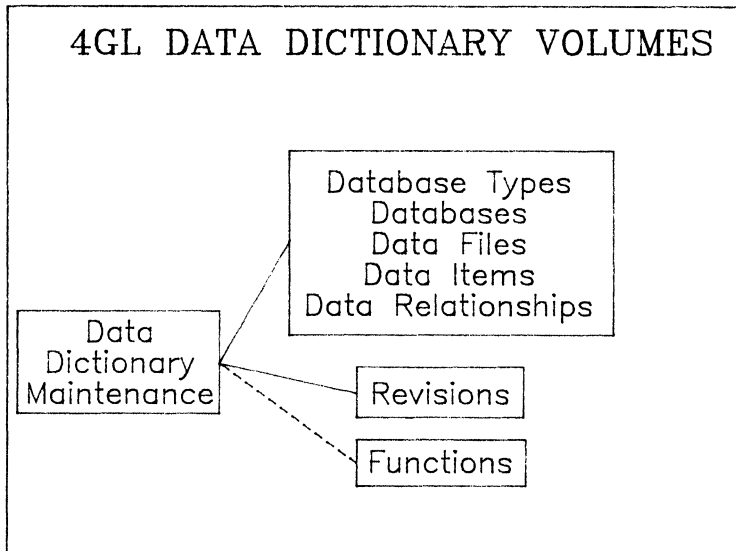 4GL DATA DICTIONARY VOLUMES
Database Types
Databases
Data Files
Data Items
Data Relationships
Data
Dictionary
Maintenance
Revisions
Functions